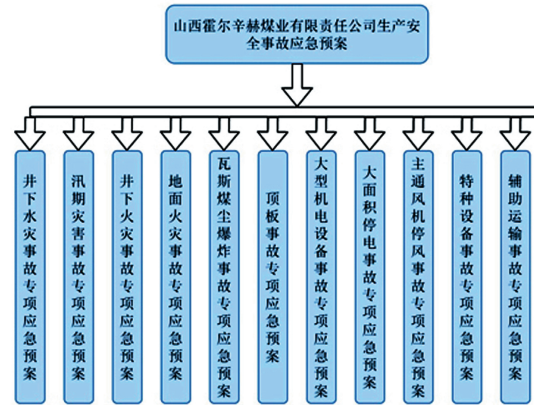 山西霍尔辛赫煤业有限责任公司生产安
全事故应急预案
井下水灾事故专项应急预案
汛期灾害事故专项应急预案
井下火灾事故专项应急预案
地面火灾事故专项应急预案
瓦斯煤尘爆炸事故专项应急预案
顶板事故专项应急预案
大型机电设备事故专项应急预案
大面积停电事故专项应急预案
主通风机停风事故专项应急预案
特种设备事故专项应急预案
辅助运输事故专项应急预案